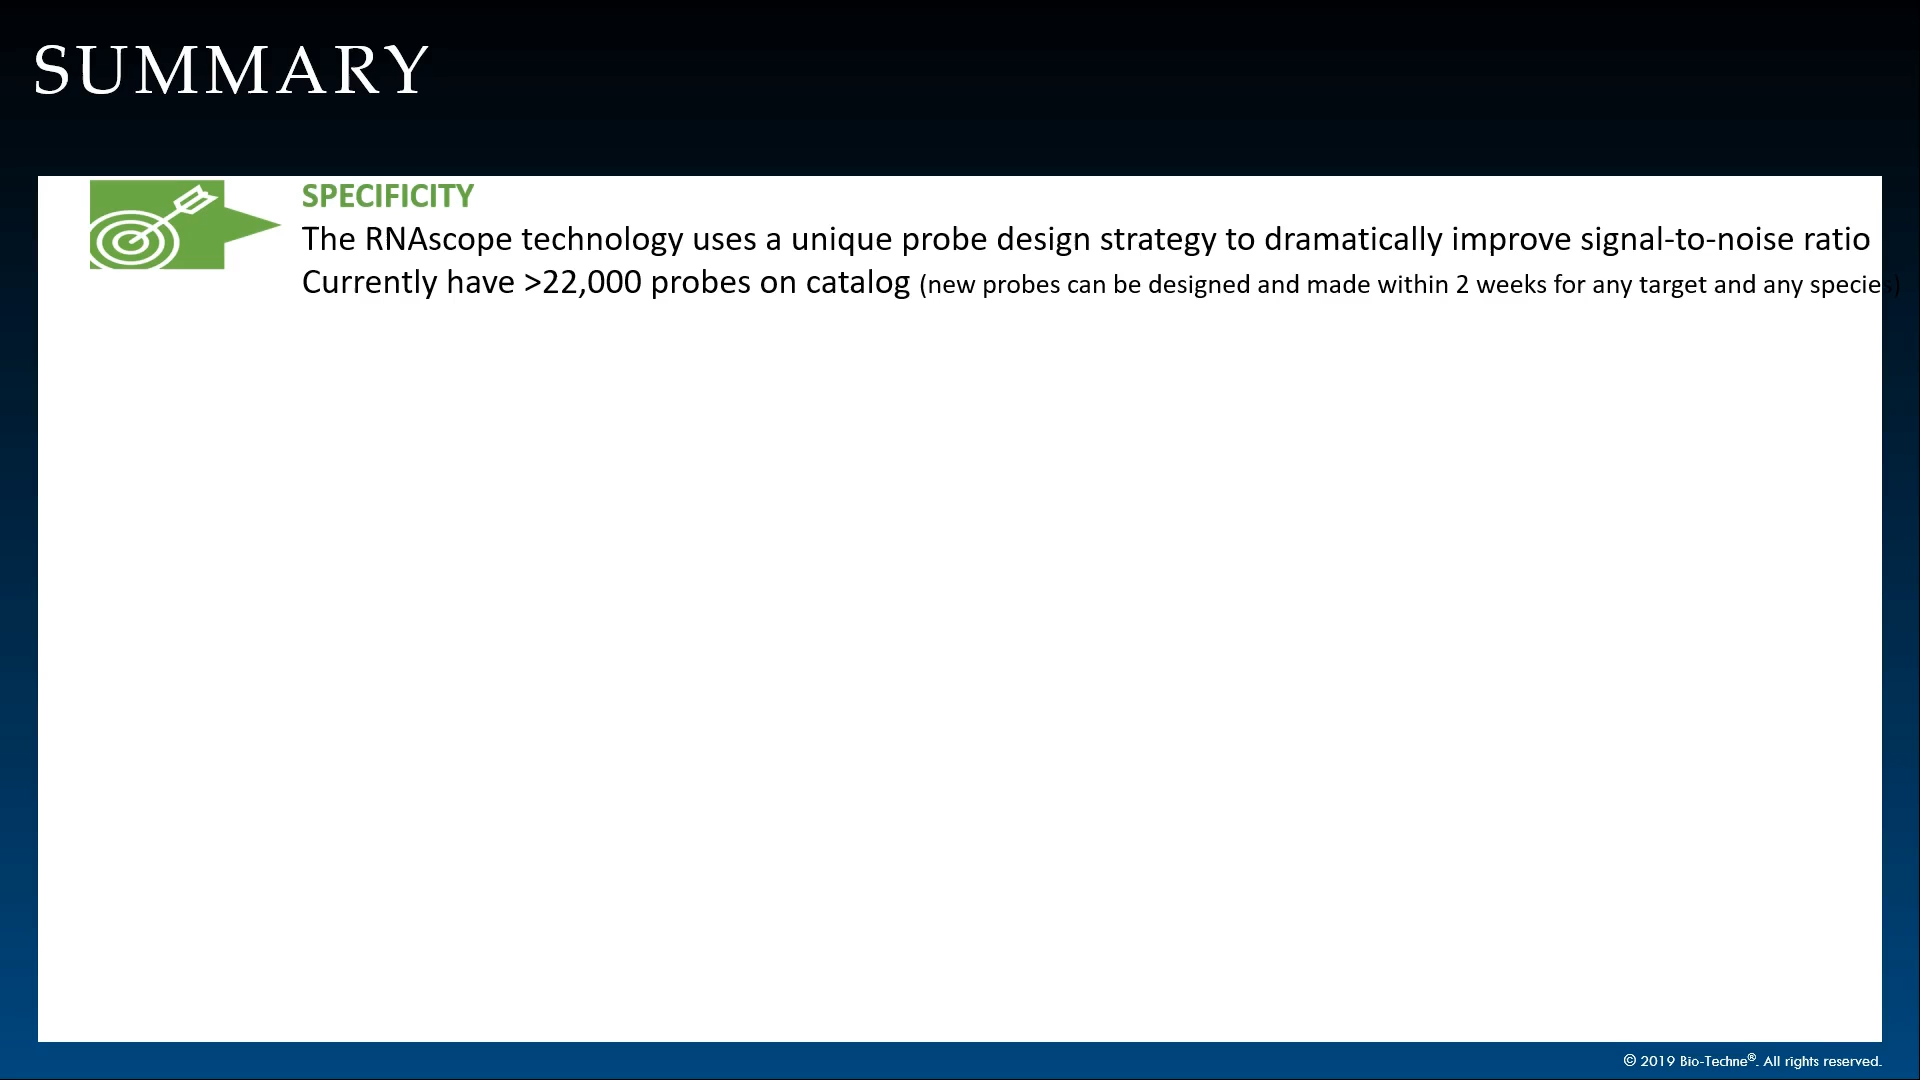 SUMMARY
SPECIFICITY
The RNAscope technology uses a unique probe design strategy to dramatically improve signal-to-noise ratio
Currently have >22,000 probes on catalog (new probes can be designed and made within 2 weeks for any target and any species)
© 2019 Bio-Techne®. All rights reserved.